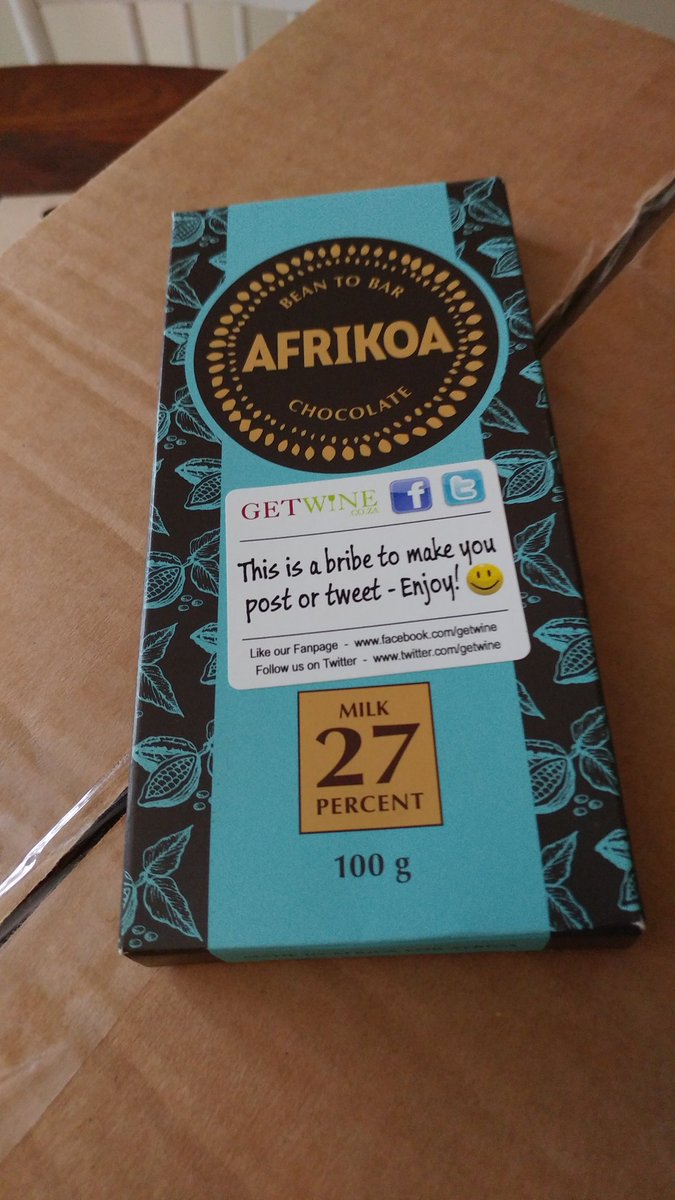 BEAN TO BAR
AFRIKOA
CHOCOLATE
GETWINE
.CO.ZA
This is a bribe to make you
post or tweet - Enjoy!
Like our Fanpage - www.facebook.com/getwine
Follow us on Twitter - www.twitter.com/getwine
MILK
27
PERCENT
100 g